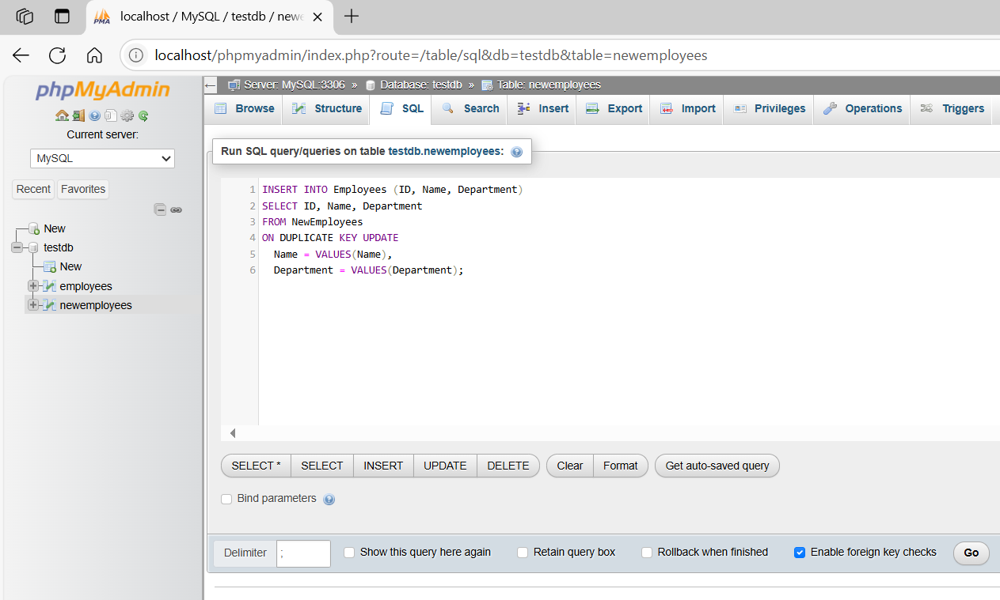 PMA localhost / MySQL / testdb / newe
localhost/phpmyadmin/index.php?route=/table/sql&db=testdb&table=newemployees
phpMyAdmin
Current server:
MySQL
Recent Favorites
New
testdb
New
employees
newemployees
Server: MySQL:3306 » Database: testdb » Table: newemployees
Browse Structure SQL Search Insert Export Import Privileges Operations Triggers
Run SQL query/queries on table testdb.newemployees:
1 INSERT INTO Employees (ID, Name, Department)
2 SELECT ID, Name, Department
3 FROM NewEmployees
4 ON DUPLICATE KEY UPDATE
5 Name = VALUES(Name),
6 Department = VALUES(Department);
SELECT * SELECT INSERT UPDATE DELETE Clear Format Get auto-saved query
Bind parameters
Delimiter ; Show this query here again Retain query box Rollback when finished Enable foreign key checks Go